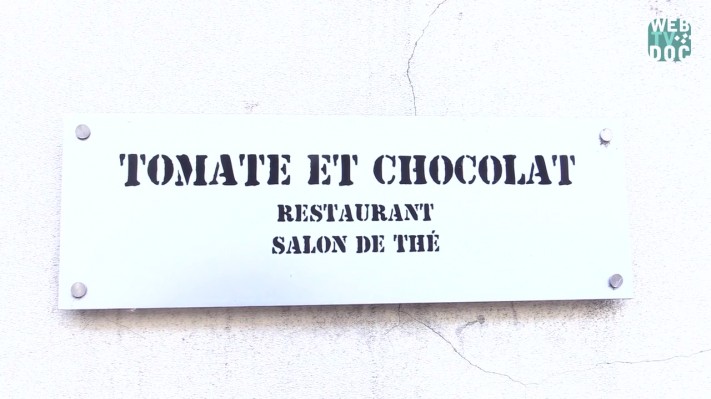 WEB
TV
DOC
TOMATE ET CHOCOLAT
RESTAURANT
SALON DE THÉ